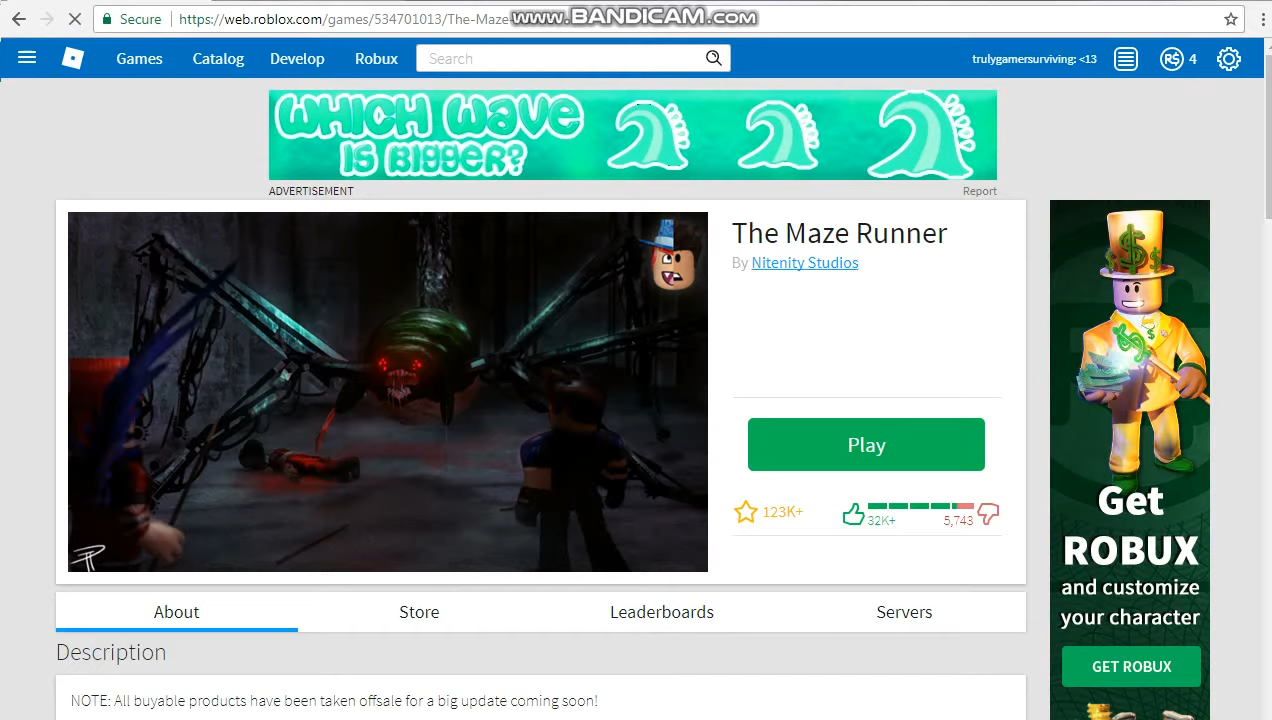 Secure
https://web.roblox.com/games/534701013/The-Maze
www.BANDICAM.com
Games
Catalog
Develop
Robux
Search
trulygamersurviving: <13
R$
4
WHICH WAVE
IS BIGGER?
ADVERTISEMENT
Report
The Maze Runner
By Nitenity Studios
Play
123K+
32K+
5,743
Get
ROBUX
and customize
your character
GET ROBUX
About
Store
Leaderboards
Servers
Description
NOTE: All buyable products have been taken offsale for a big update coming soon!